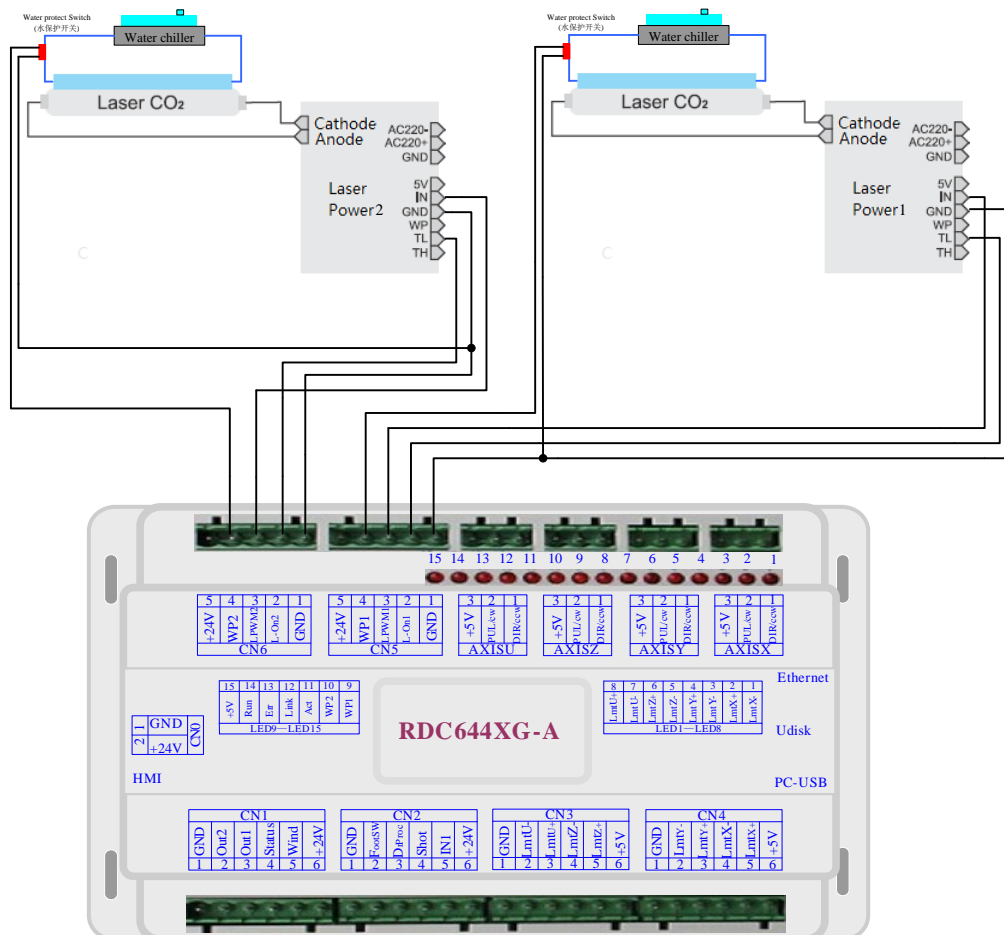 Water protect Switch
(水保护开关)
Water chiller
Laser CO₂
Cathode
Anode
AC220-
AC220+
GND
Laser
Power2
5V
IN
GND
WP
TL
TH
C
Water protect Switch
(水保护开关)
Water chiller
Laser CO₂
Cathode
Anode
AC220-
AC220+
GND
Laser
Power1
5V
IN
GND
WP
TL
TH
C
15 14 13 12 11 10 9 8 7 6 5 4 3 2 1
5 4 3 2 1
+24V WP2 LPWM2 L-On2 GND
CN6
5 4 3 2 1
+24V WP1 LPWM1 L-On1 GND
CN5
3 2 1
+5V PUL/cw DIR/ccw
AXISU
3 2 1
+5V PUL/cw DIR/ccw
AXISZ
3 2 1
+5V PUL/cw DIR/ccw
AXISY
3 2 1
+5V PUL/cw DIR/ccw
AXISX
Ethernet
15 14 13 12 11 10 9
+5V Run Err Link Act WP2 WP1
LED9—LED15
8 7 6 5 4 3 2 1
LmtU+ LmtU- LmtZ+ LmtZ- LmtY+ LmtY- LmtX+ LmtX-
LED1—LED8
Udisk
1 GND
2 +24V
CN0
RDC644XG-A
HMI
PC-USB
CN1
GND Out2 Out1 Status Wind +24V
1 2 3 4 5 6
CN2
GND FootSW DrProc Shot IN1 +24V
1 2 3 4 5 6
CN3
GND LmtU- LmtU+ LmtZ- LmtZ+ +5V
1 2 3 4 5 6
CN4
GND LmtY- LmtY+ LmtX- LmtX+ +5V
1 2 3 4 5 6